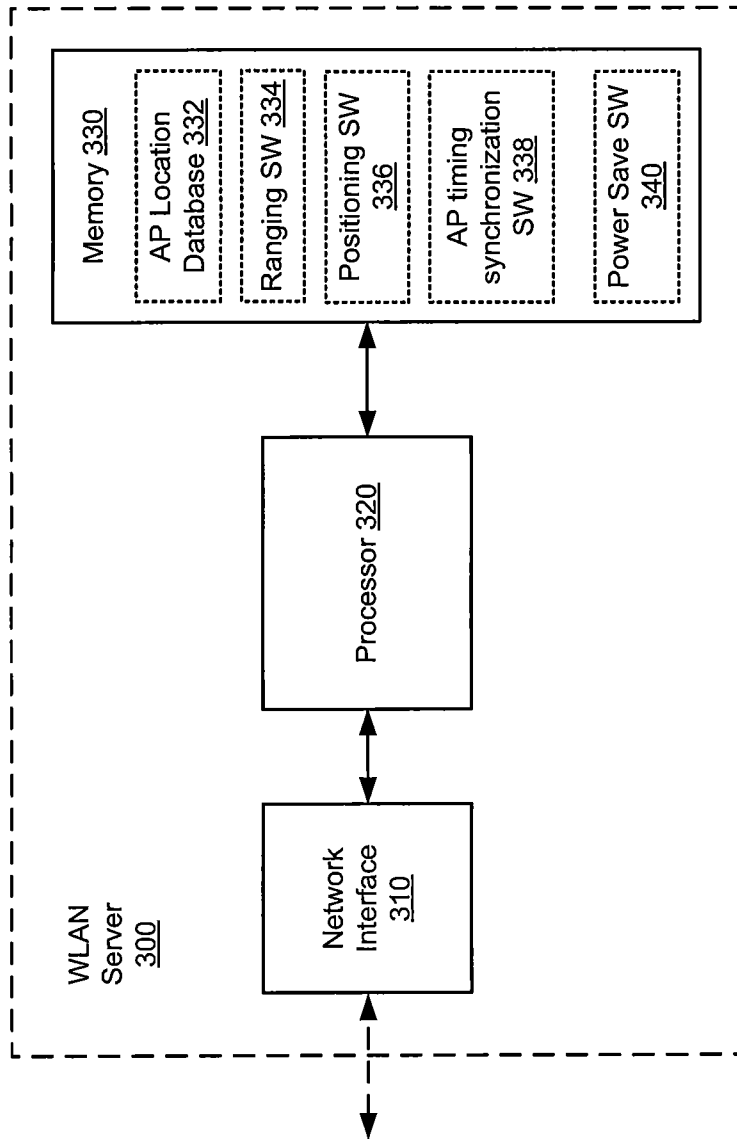 WLAN
Server
300
Network
Interface
310
Processor 320
Memory 330
AP Location
Database 332
Ranging SW 334
Positioning SW
336
AP timing
synchronization
SW 338
Power Save SW
340